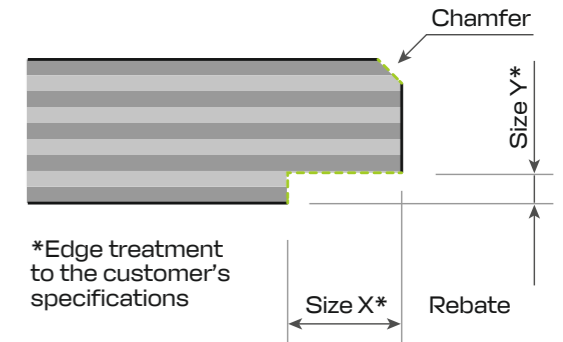 Chamfer
Size Y*
*Edge treatment
to the customer's
specifications
Size X*
Rebate